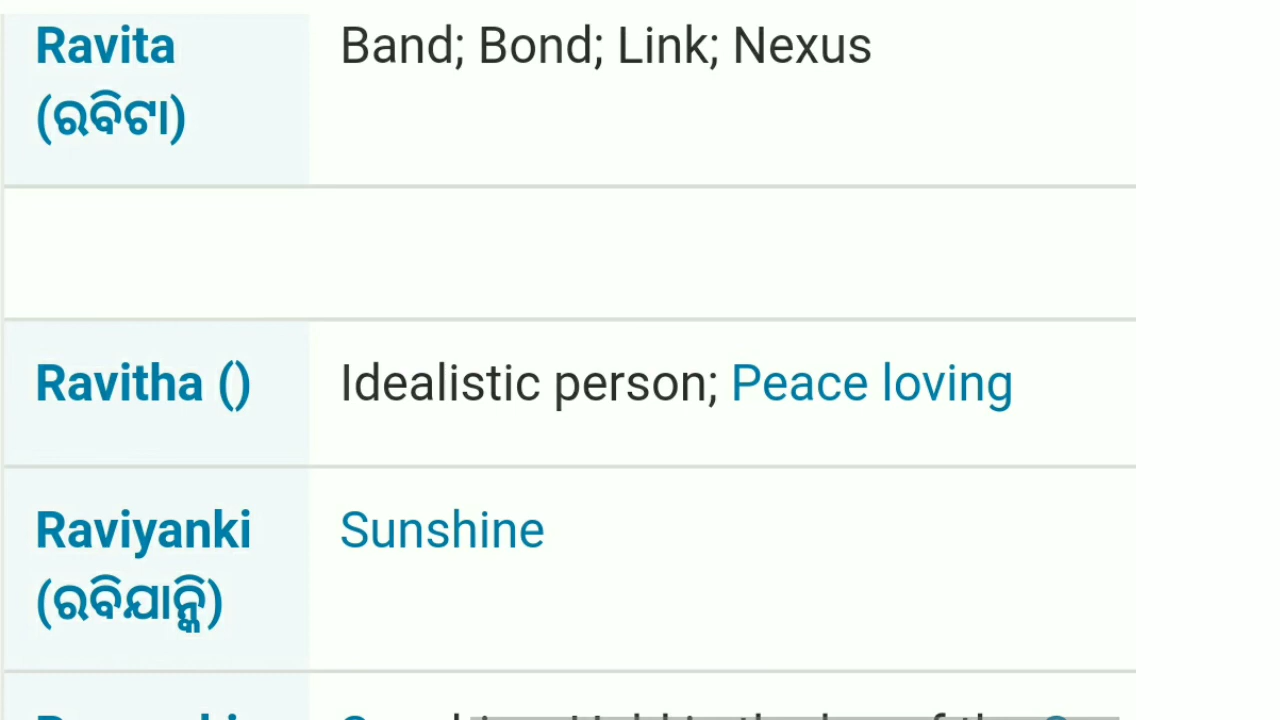 Ravita Band; Bond; Link; Nexus
(ରବିଟା)
Ravitha () Idealistic person; Peace loving
Raviyanki Sunshine
(ରବିଯାନ୍କି)